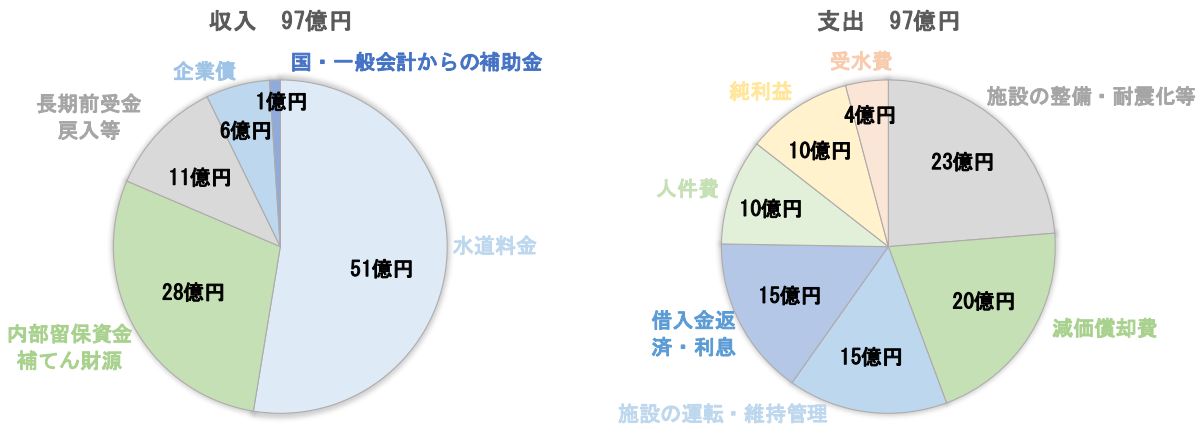 収入　97億円
国・一般会計からの補助金
企業債
1億円
長期前受金
戻入等
6億円
11億円
水道料金
51億円
28億円
内部留保資金
補てん財源
支出　97億円
受水費
純利益
施設の整備・耐震化等
4億円
10億円
23億円
人件費
10億円
15億円
20億円
借入金返
済・利息
減価償却費
15億円
施設の運転・維持管理